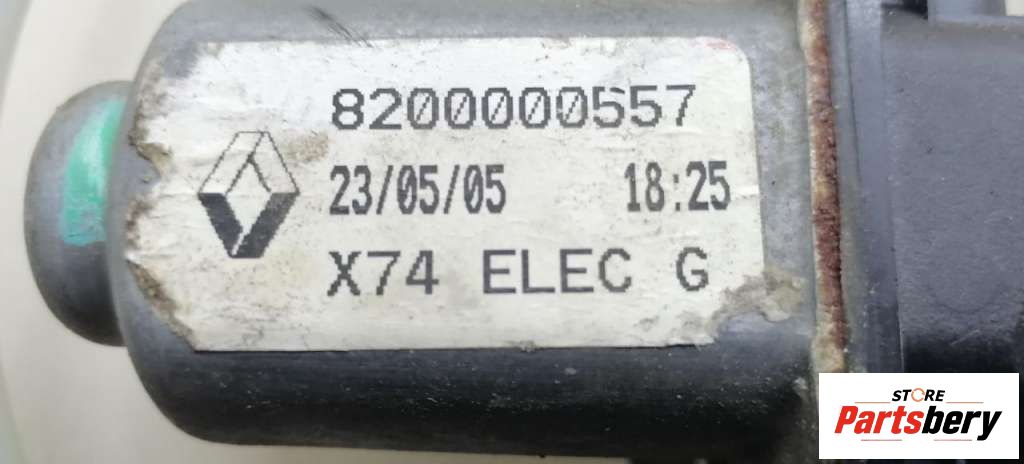 8200000557
23/05/05 18:25
X74 ELEC G
STORE
Partsbery